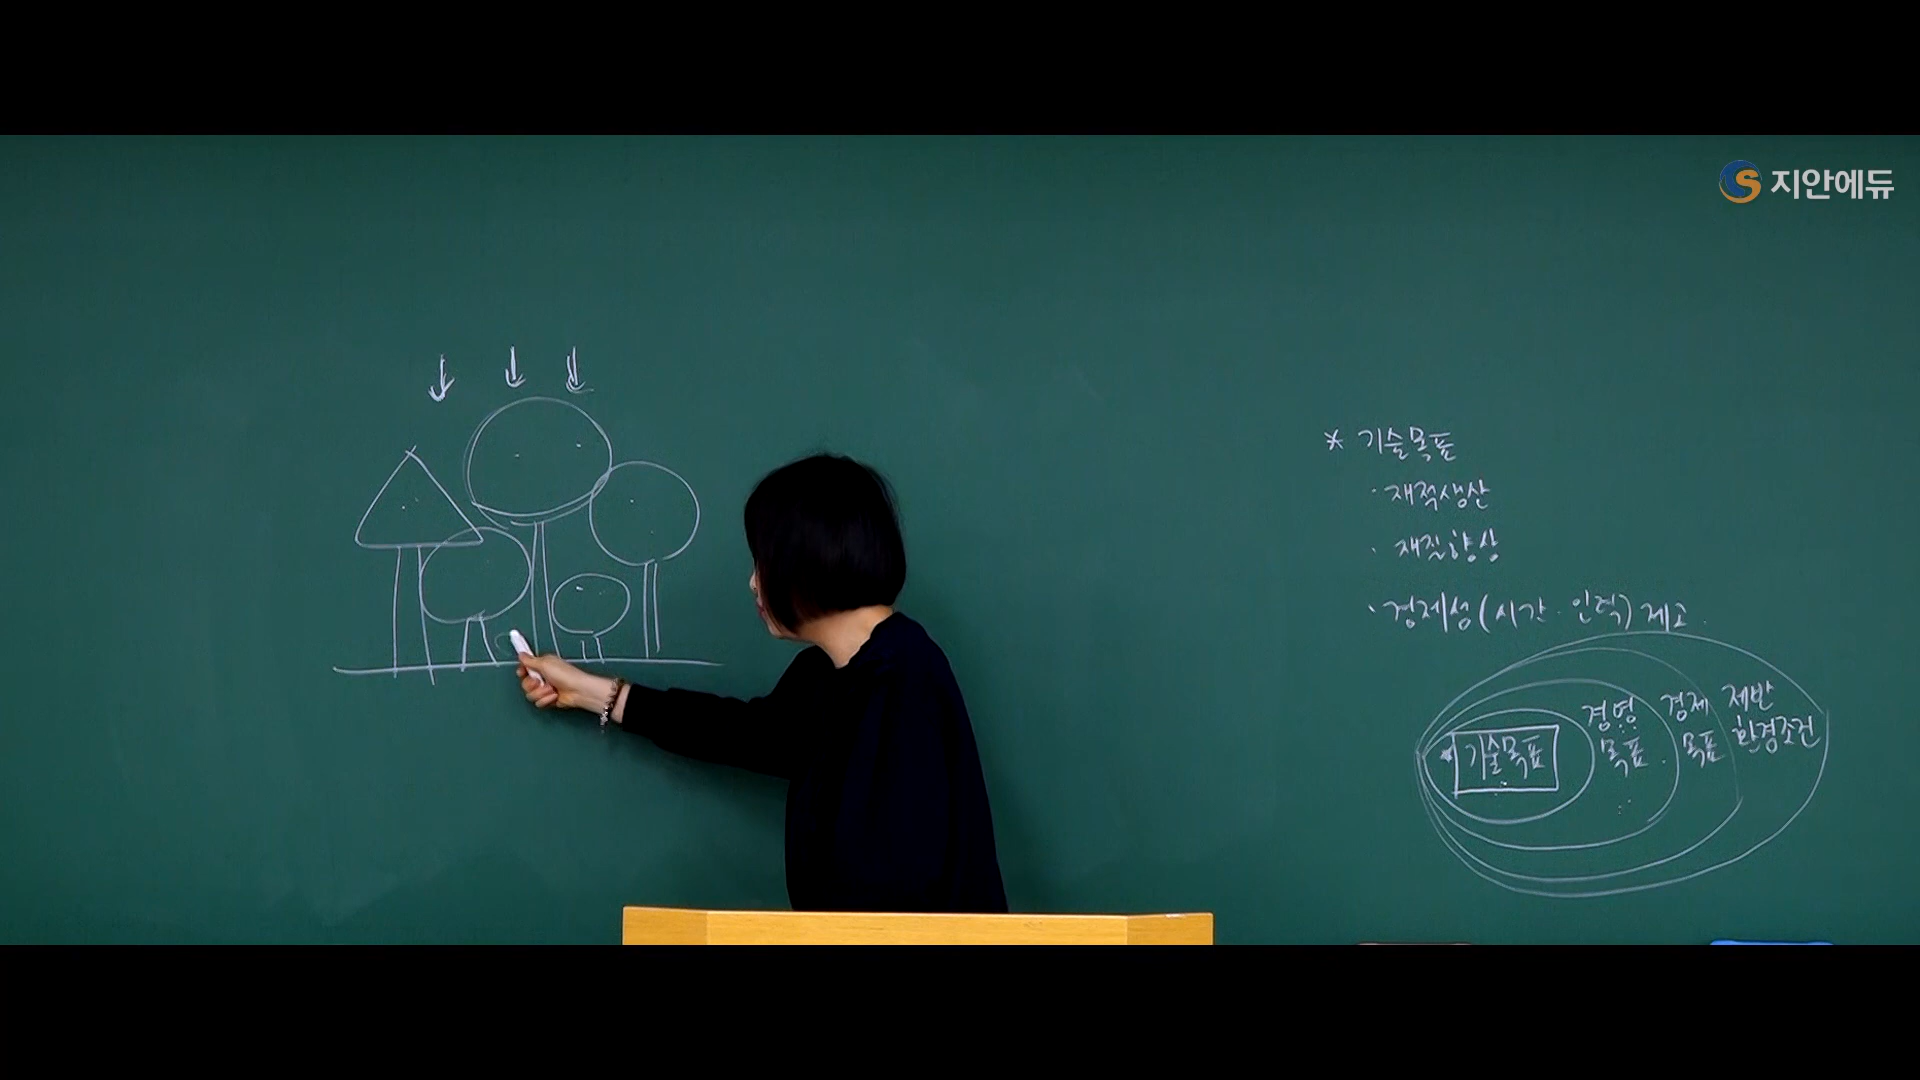 지안에듀
* 기술목표
· 재적생산
· 재질향상
· 경제성 (시간·인력) 제고.
기술목표
경영 목표.
경제 목표
제반 환경조건